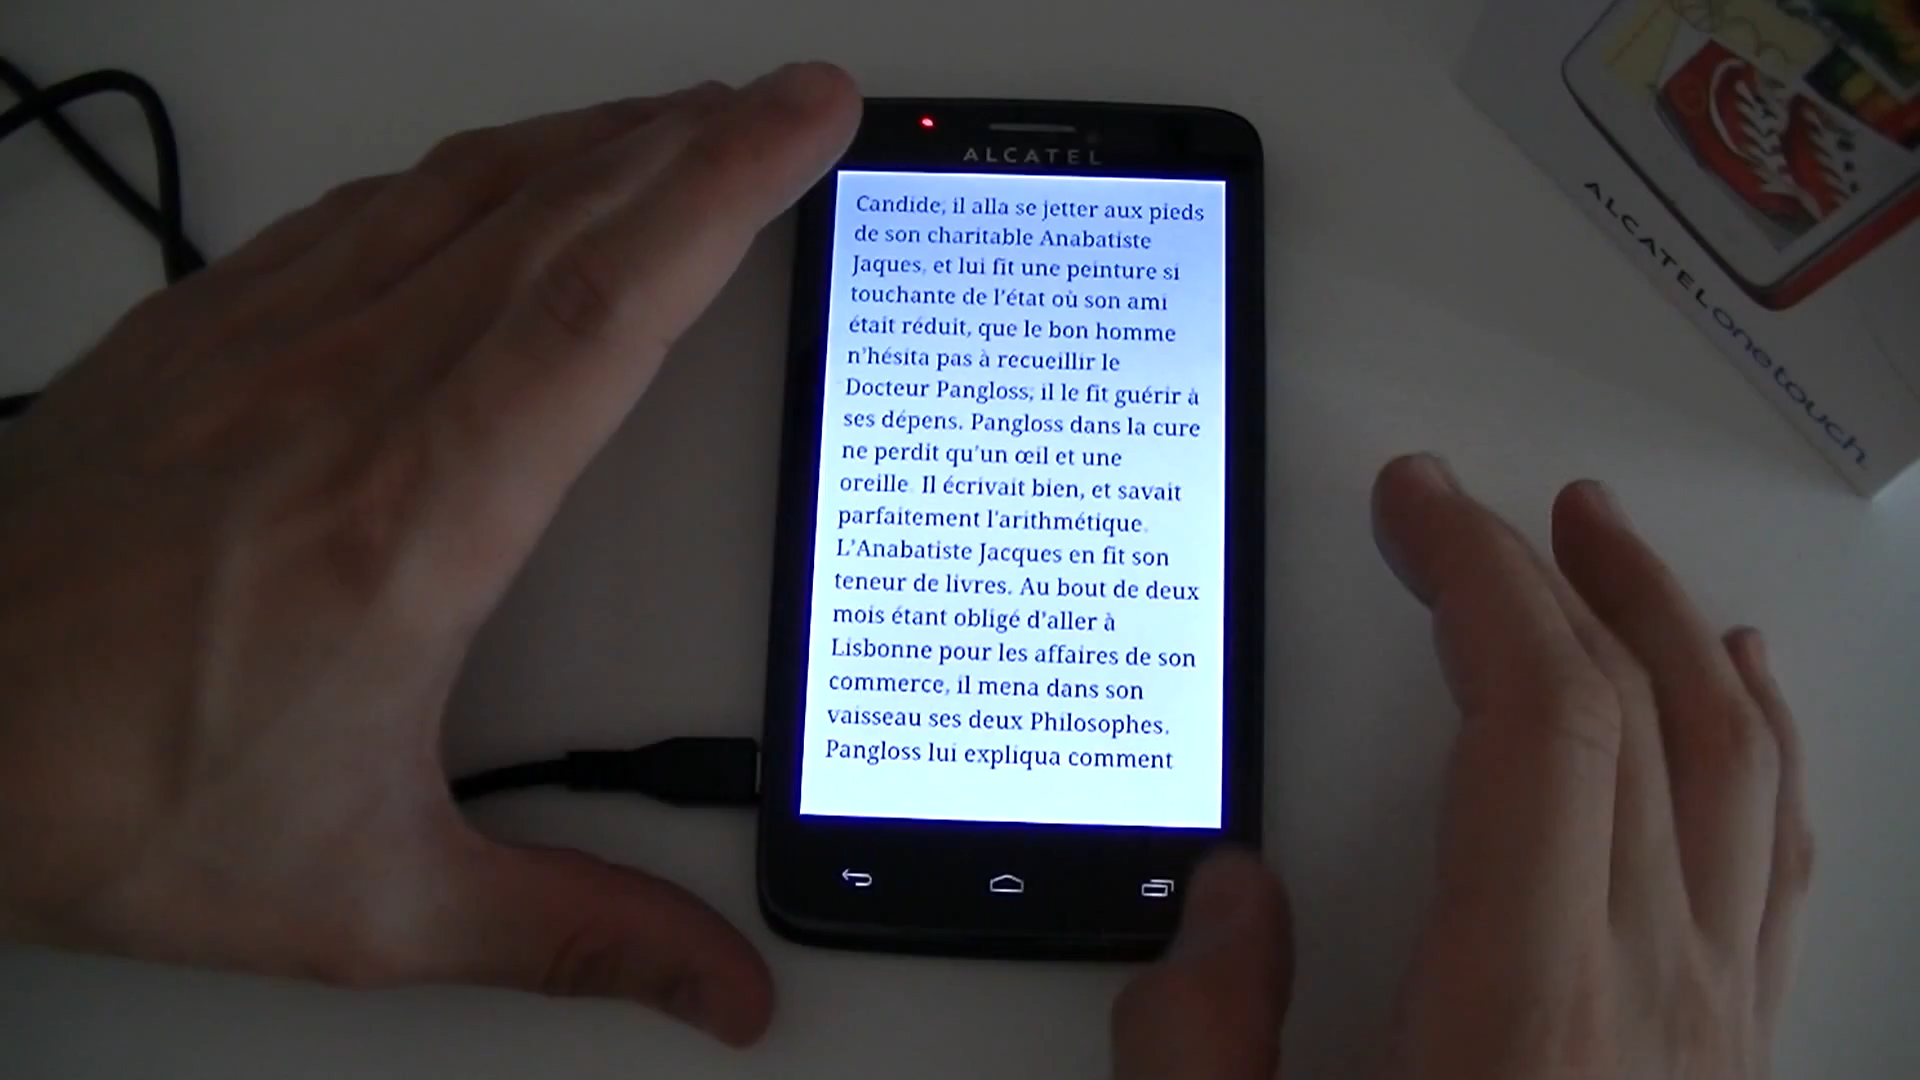 ALCATEL
Candide, il alla se jetter aux pieds
de son charitable Anabatiste
Jaques, et lui fit une peinture si
touchante de l'état où son ami
était réduit, que le bon homme
n'hésita pas à recueillir le
Docteur Pangloss; il le fit guérir à
ses dépens. Pangloss dans la cure
ne perdit qu'un œil et une
oreille. Il écrivait bien, et savait
parfaitement l'arithmétique.
L'Anabatiste Jacques en fit son
teneur de livres. Au bout de deux
mois étant obligé d'aller à
Lisbonne pour les affaires de son
commerce, il mena dans son
vaisseau ses deux Philosophes.
Pangloss lui expliqua comment
ALCATELonetouch